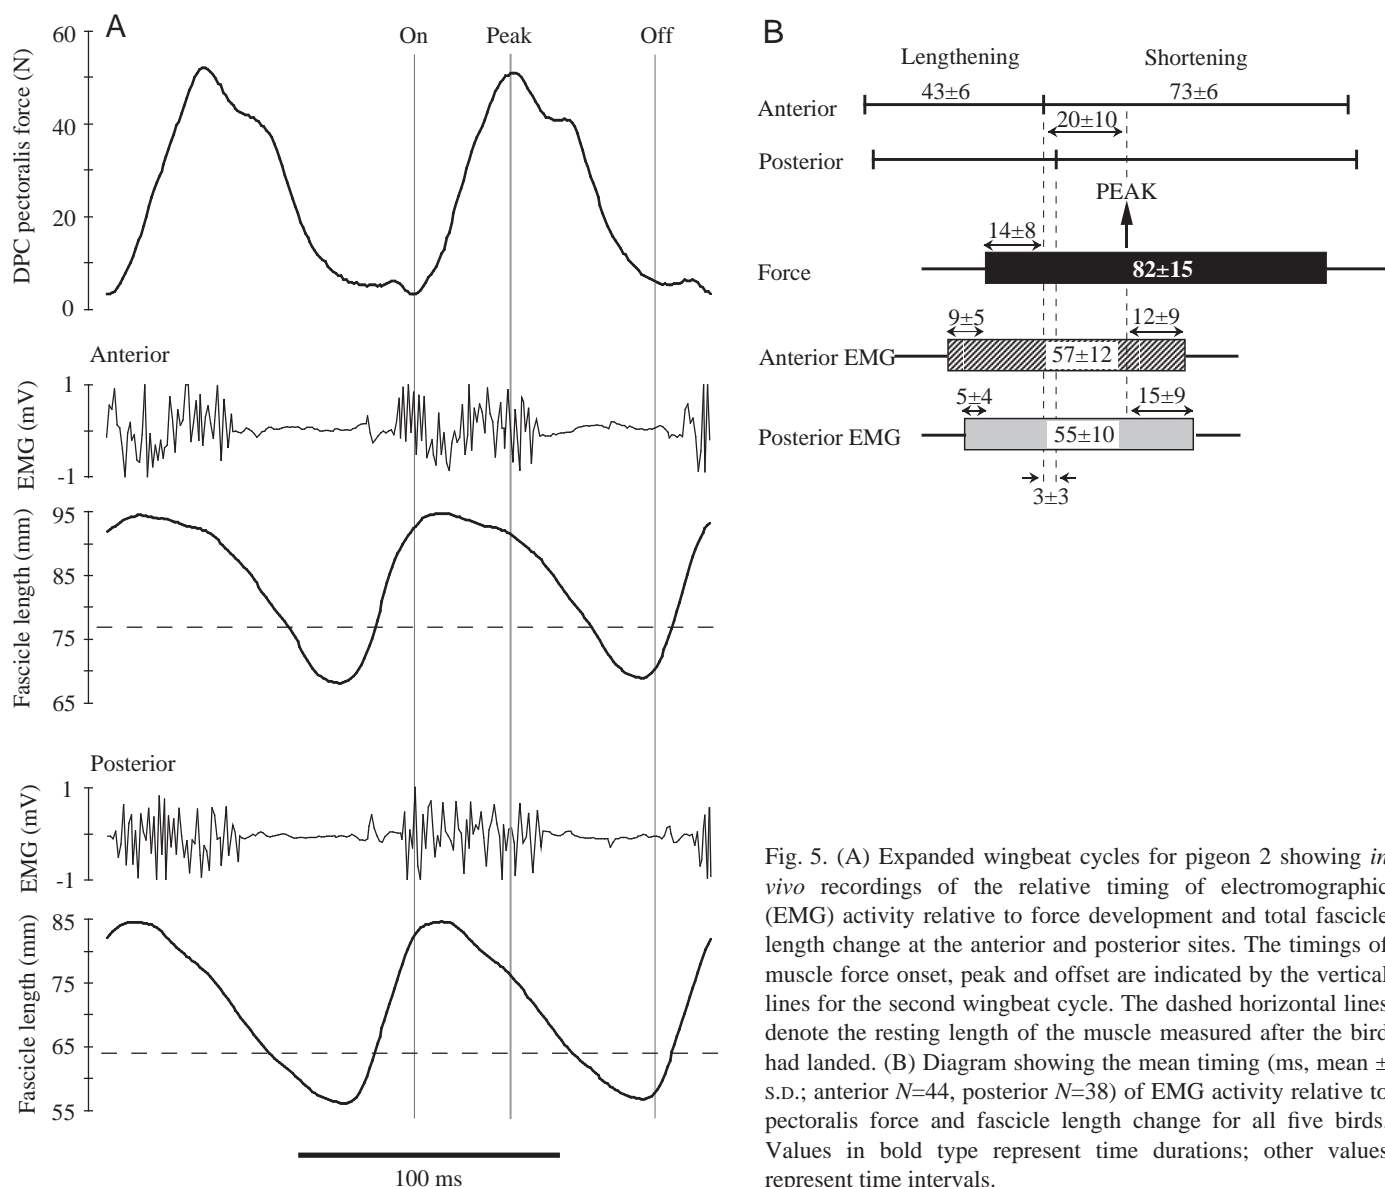 A
On
Peak
Off
DPC pectoralis force (N)
60
40
20
0
Anterior
EMG (mV)
1
-1
Fascicle length (mm)
95
85
75
65
Posterior
EMG (mV)
1
-1
Fascicle length (mm)
85
75
65
55
100 ms
B
Lengthening
Shortening
Anterior
43±6
73±6
20±10
Posterior
PEAK
14±8
Force
82±15
9±5
12±9
Anterior EMG
57±12
5±4
15±9
Posterior EMG
55±10
3±3
Fig. 5. (A) Expanded wingbeat cycles for pigeon 2 showing in
vivo recordings of the relative timing of electromographic
(EMG) activity relative to force development and total fascicle
length change at the anterior and posterior sites. The timings of
muscle force onset, peak and offset are indicated by the vertical
lines for the second wingbeat cycle. The dashed horizontal lines
denote the resting length of the muscle measured after the bird
had landed. (B) Diagram showing the mean timing (ms, mean ±
S.D.; anterior N=44, posterior N=38) of EMG activity relative to
pectoralis force and fascicle length change for all five birds.
Values in bold type represent time durations; other values
represent time intervals.